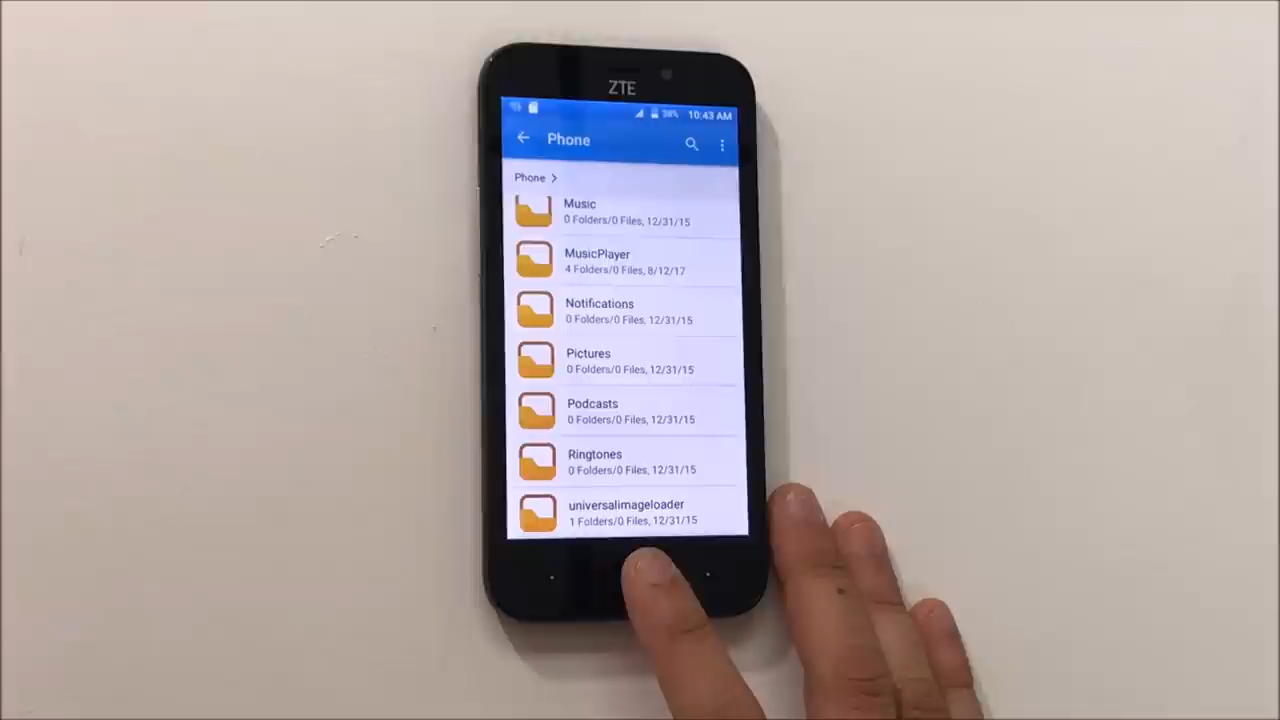 ZTE
38% 10:43 AM
Phone
Phone >
Music
0 Folders/0 Files, 12/31/15
MusicPlayer
4 Folders/0 Files, 8/12/17
Notifications
0 Folders/0 Files, 12/31/15
Pictures
0 Folders/0 Files, 12/31/15
Podcasts
0 Folders/0 Files, 12/31/15
Ringtones
0 Folders/0 Files, 12/31/15
universalimageloader
1 Folders/0 Files, 12/31/15